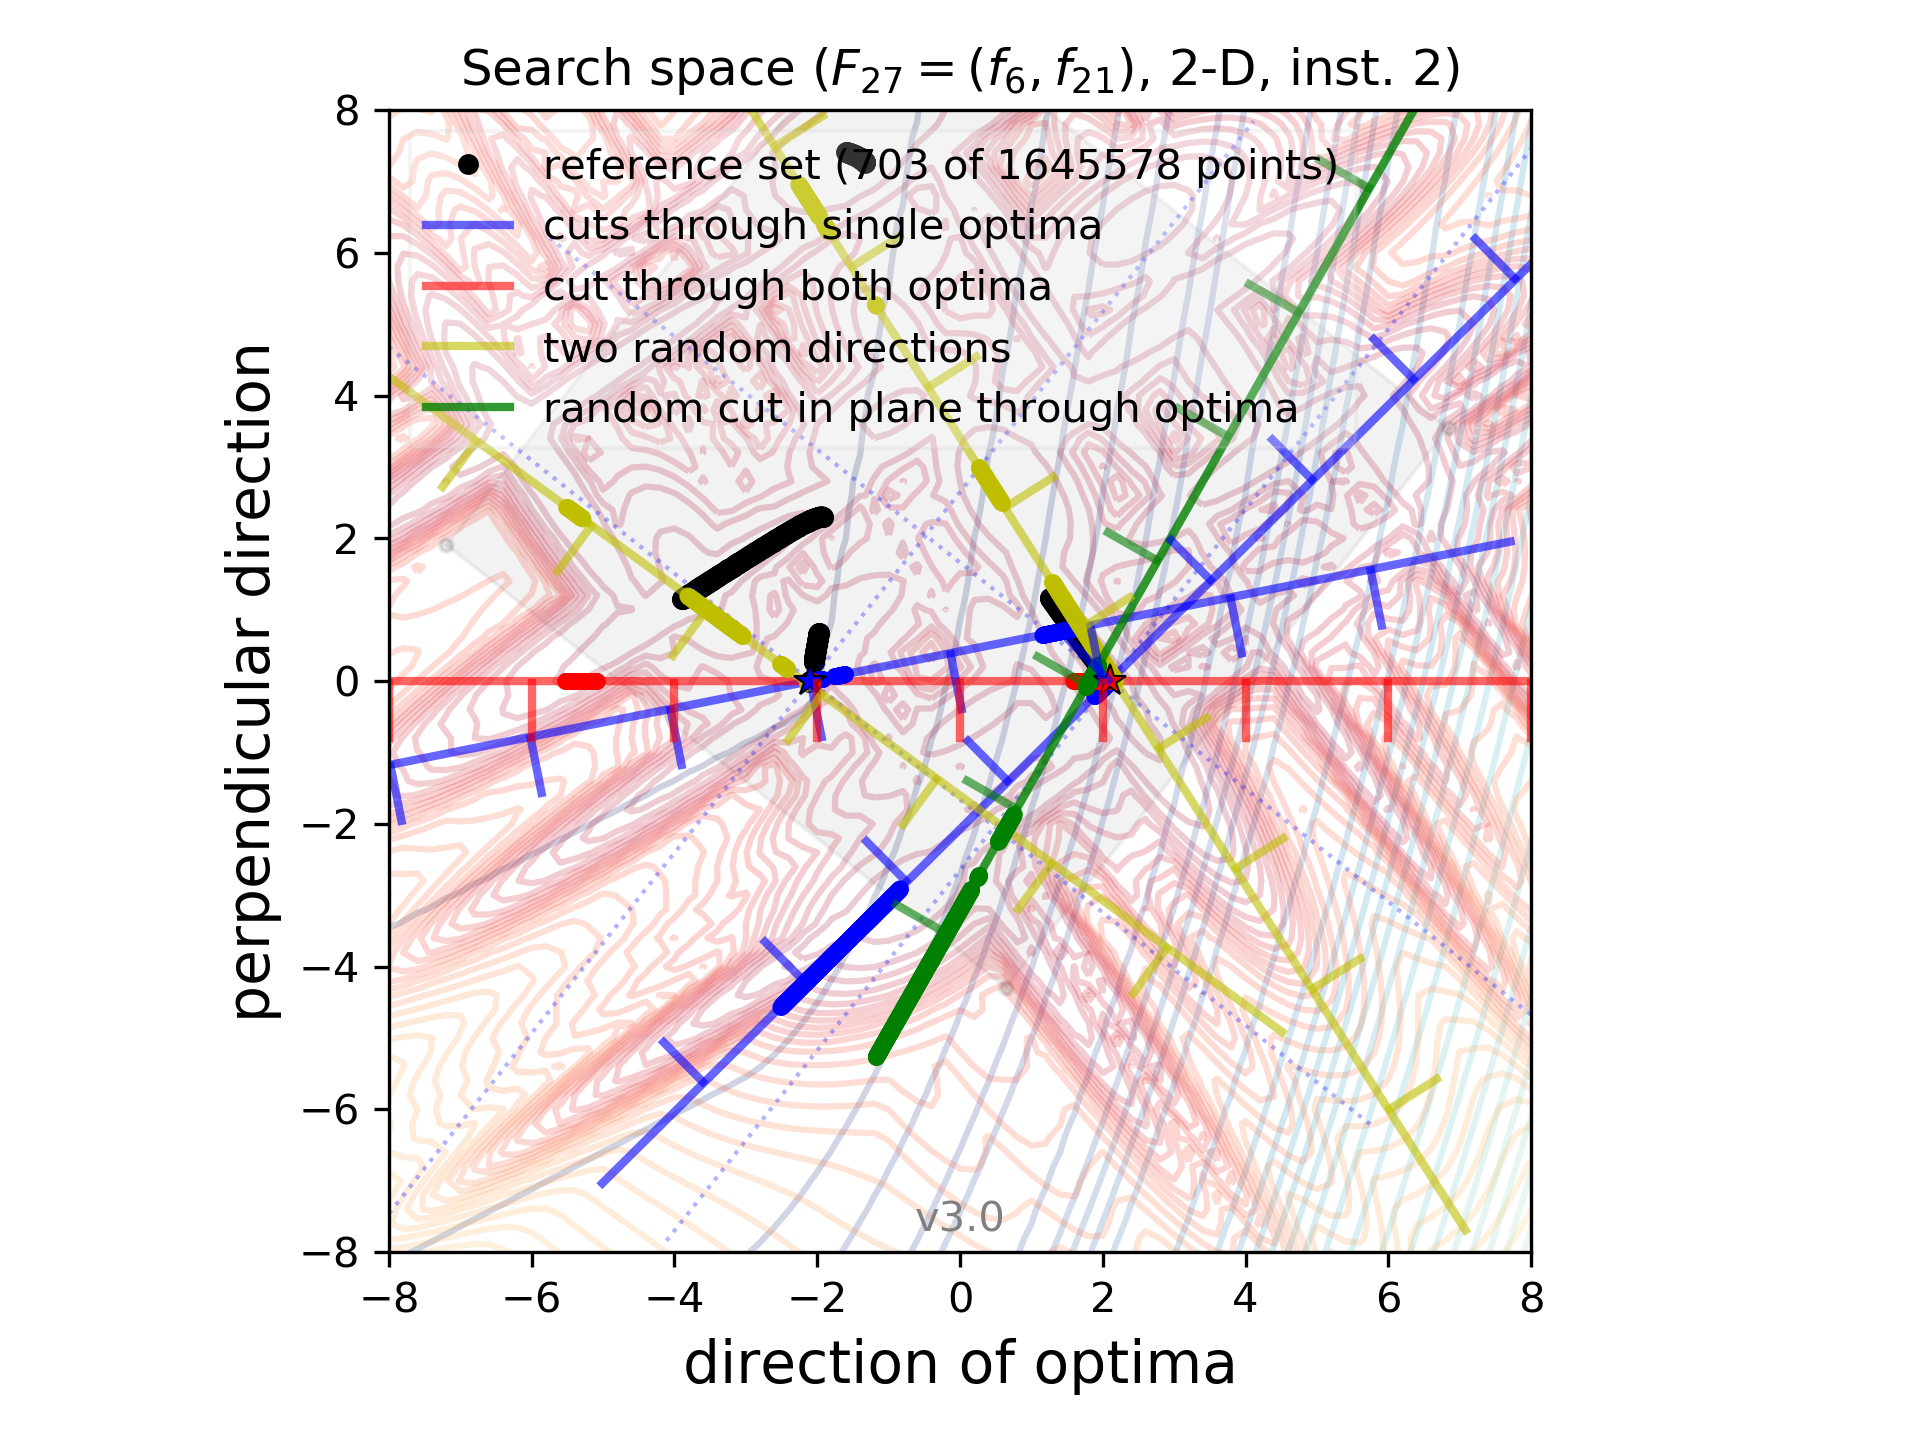 Search space (F27 = (f6, f21), 2-D, inst. 2)
8
6
4
2
0
−2
−4
−6
−8
perpendicular direction
reference set (703 of 1645578 points)
cuts through single optima
cut through both optima
two random directions
random cut in plane through optima
v3.0
−8 −6 −4 −2 0 2 4 6 8
direction of optima